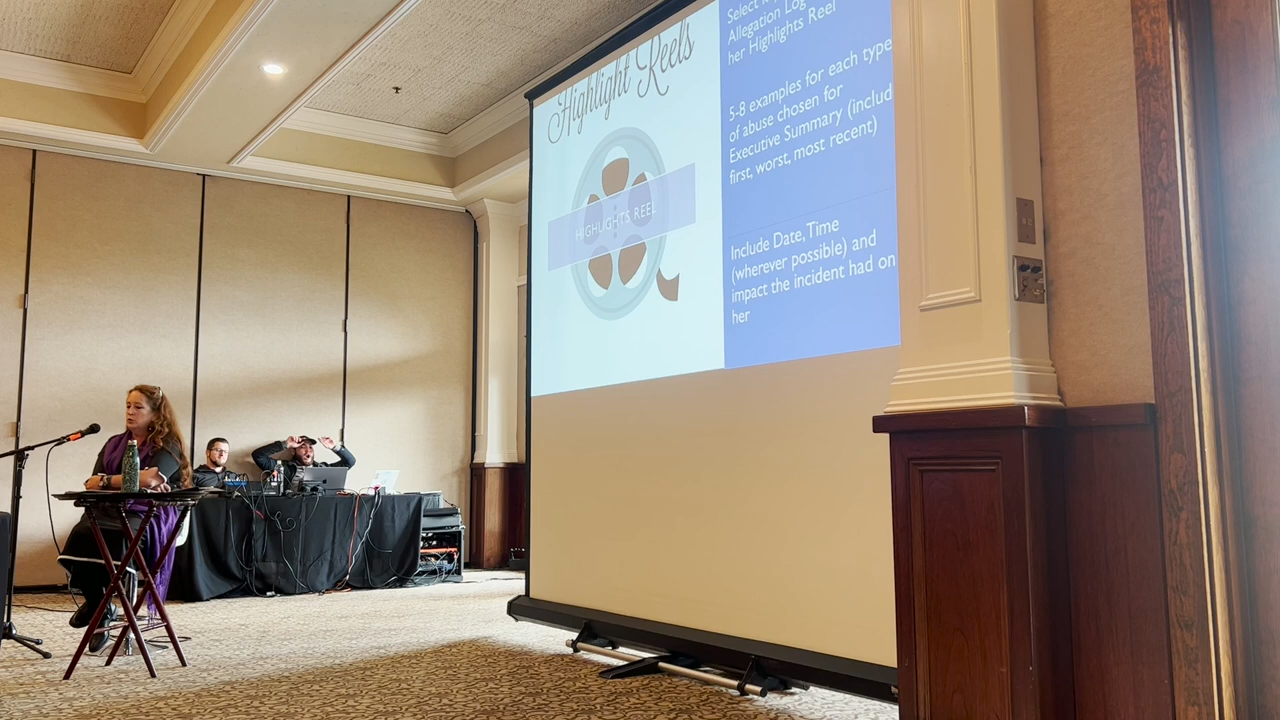 Highlight Reels
HIGHLIGHTS REEL
Select
Allegation Log
her Highlights Reel
5-8 examples for each type
of abuse chosen for
Executive Summary (includ
first, worst, most recent)
Include Date, Time
(wherever possible) and
impact the incident had on
her